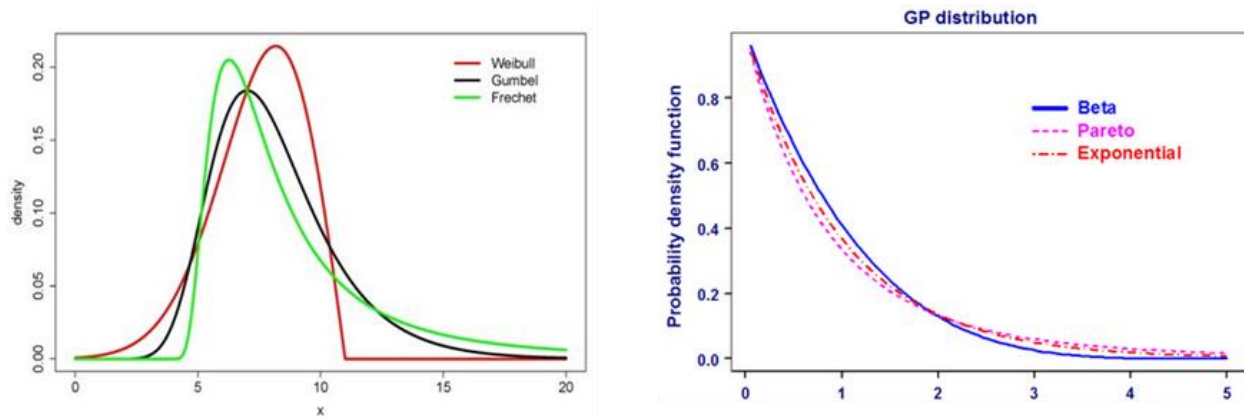 density
0.20
0.15
0.10
0.05
0.00
0
5
10
15
20
x
Weibull
Gumbel
Frechet
GP distribution
Probability density function
0.8
0.6
0.4
0.2
0.0
0
1
2
3
4
5
Beta
Pareto
Exponential